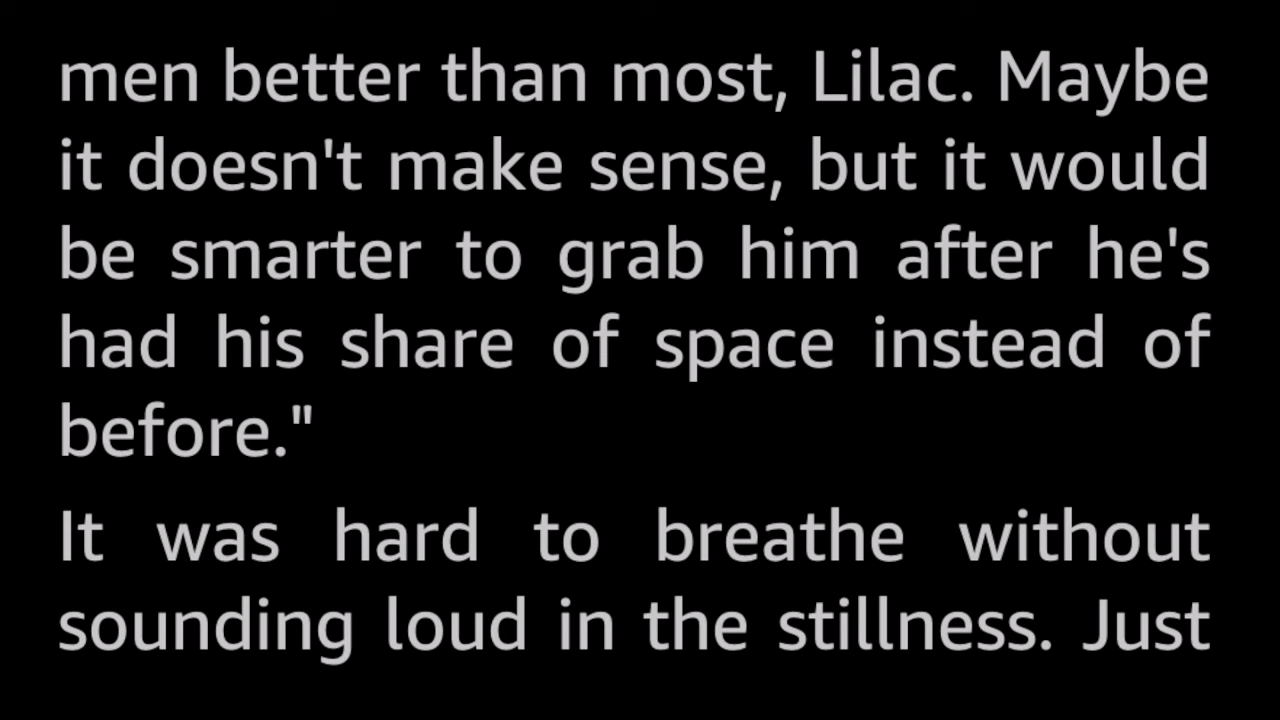 men better than most, Lilac. Maybe
it doesn't make sense, but it would
be smarter to grab him after he's
had his share of space instead of
before."
It was hard to breathe without
sounding loud in the stillness. Just